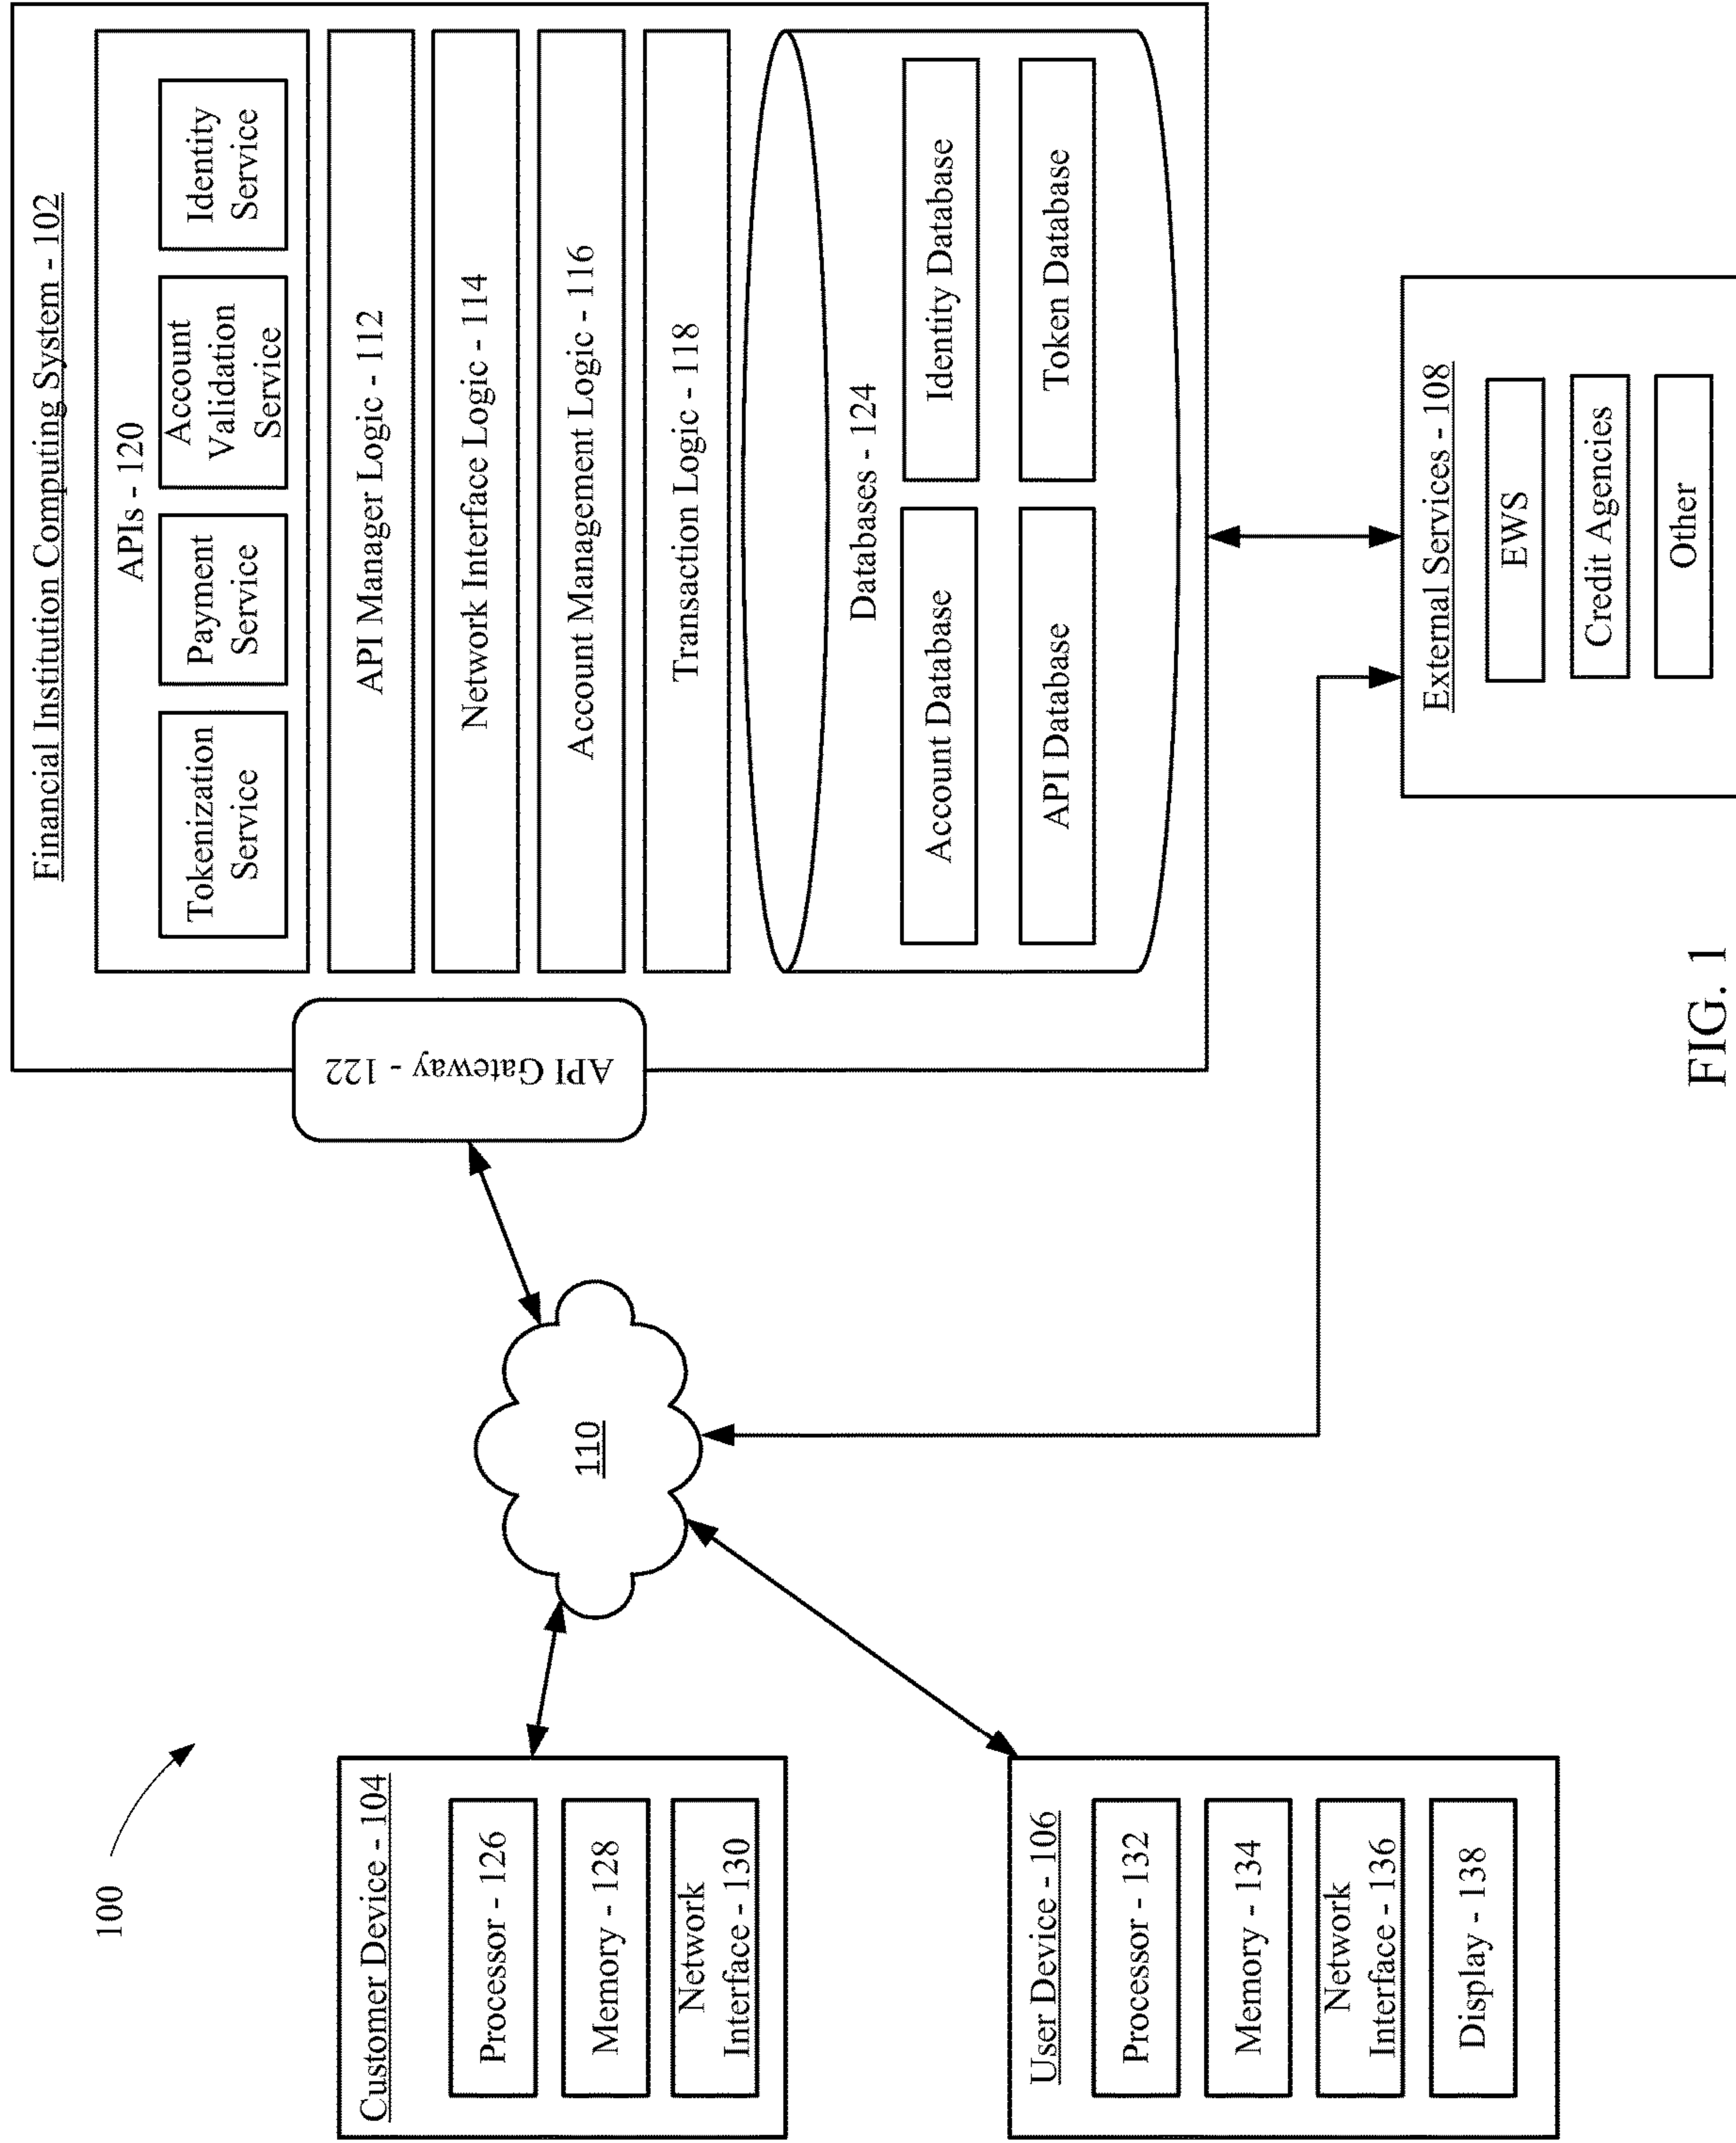 100
Customer Device - 104
Processor - 126
Memory - 128
Network
Interface - 130
User Device - 106
Processor - 132
Memory - 134
Network
Interface - 136
Display - 138
110
API Gateway - 122
Financial Institution Computing System - 102
APIs - 120
Tokenization
Service
Payment
Service
Account
Validation
Service
Identity
Service
API Manager Logic - 112
Network Interface Logic - 114
Account Management Logic - 116
Transaction Logic - 118
Databases - 124
Account Database
Identity Database
API Database
Token Database
External Services - 108
EWS
Credit Agencies
Other
FIG. 1